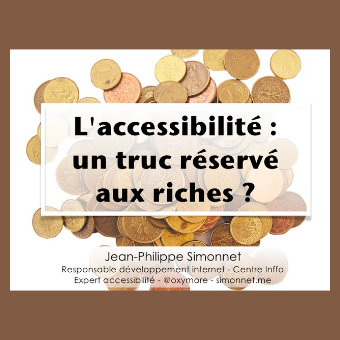 L'accessibilité :
un truc réservé
aux riches ?
Jean-Philippe Simonnet
Responsable développement internet - Centre Inffo
Expert accessibilité - @oxymore - simonnet.me